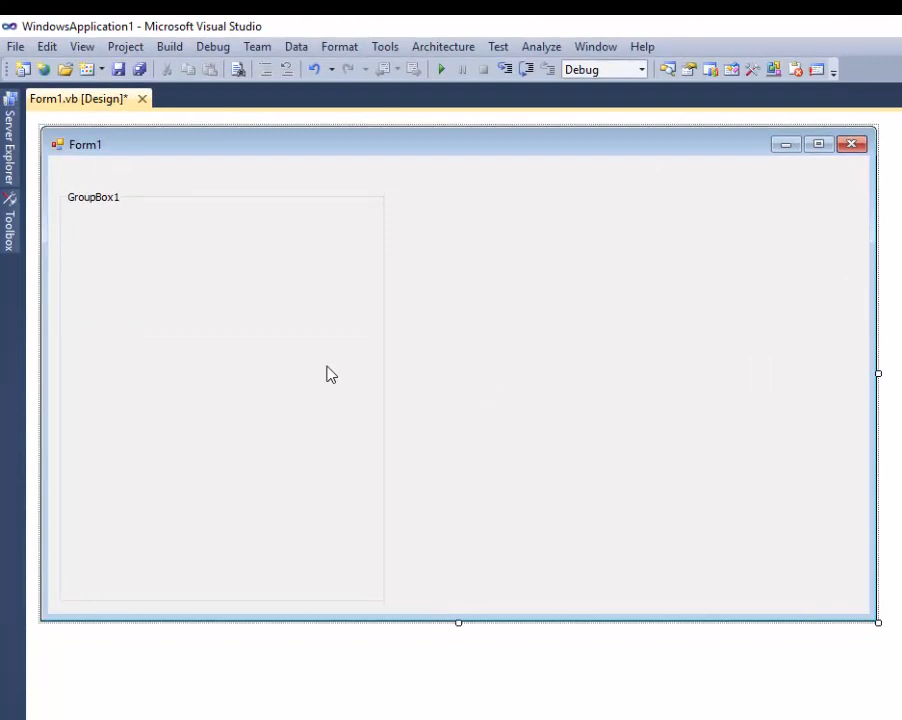 WindowsApplication1 - Microsoft Visual Studio
File Edit View Project Build Debug Team Data Format Tools Architecture Test Analyze Window Help
Debug
Form1.vb [Design]*
Server Explorer
Toolbox
Form1
GroupBox1